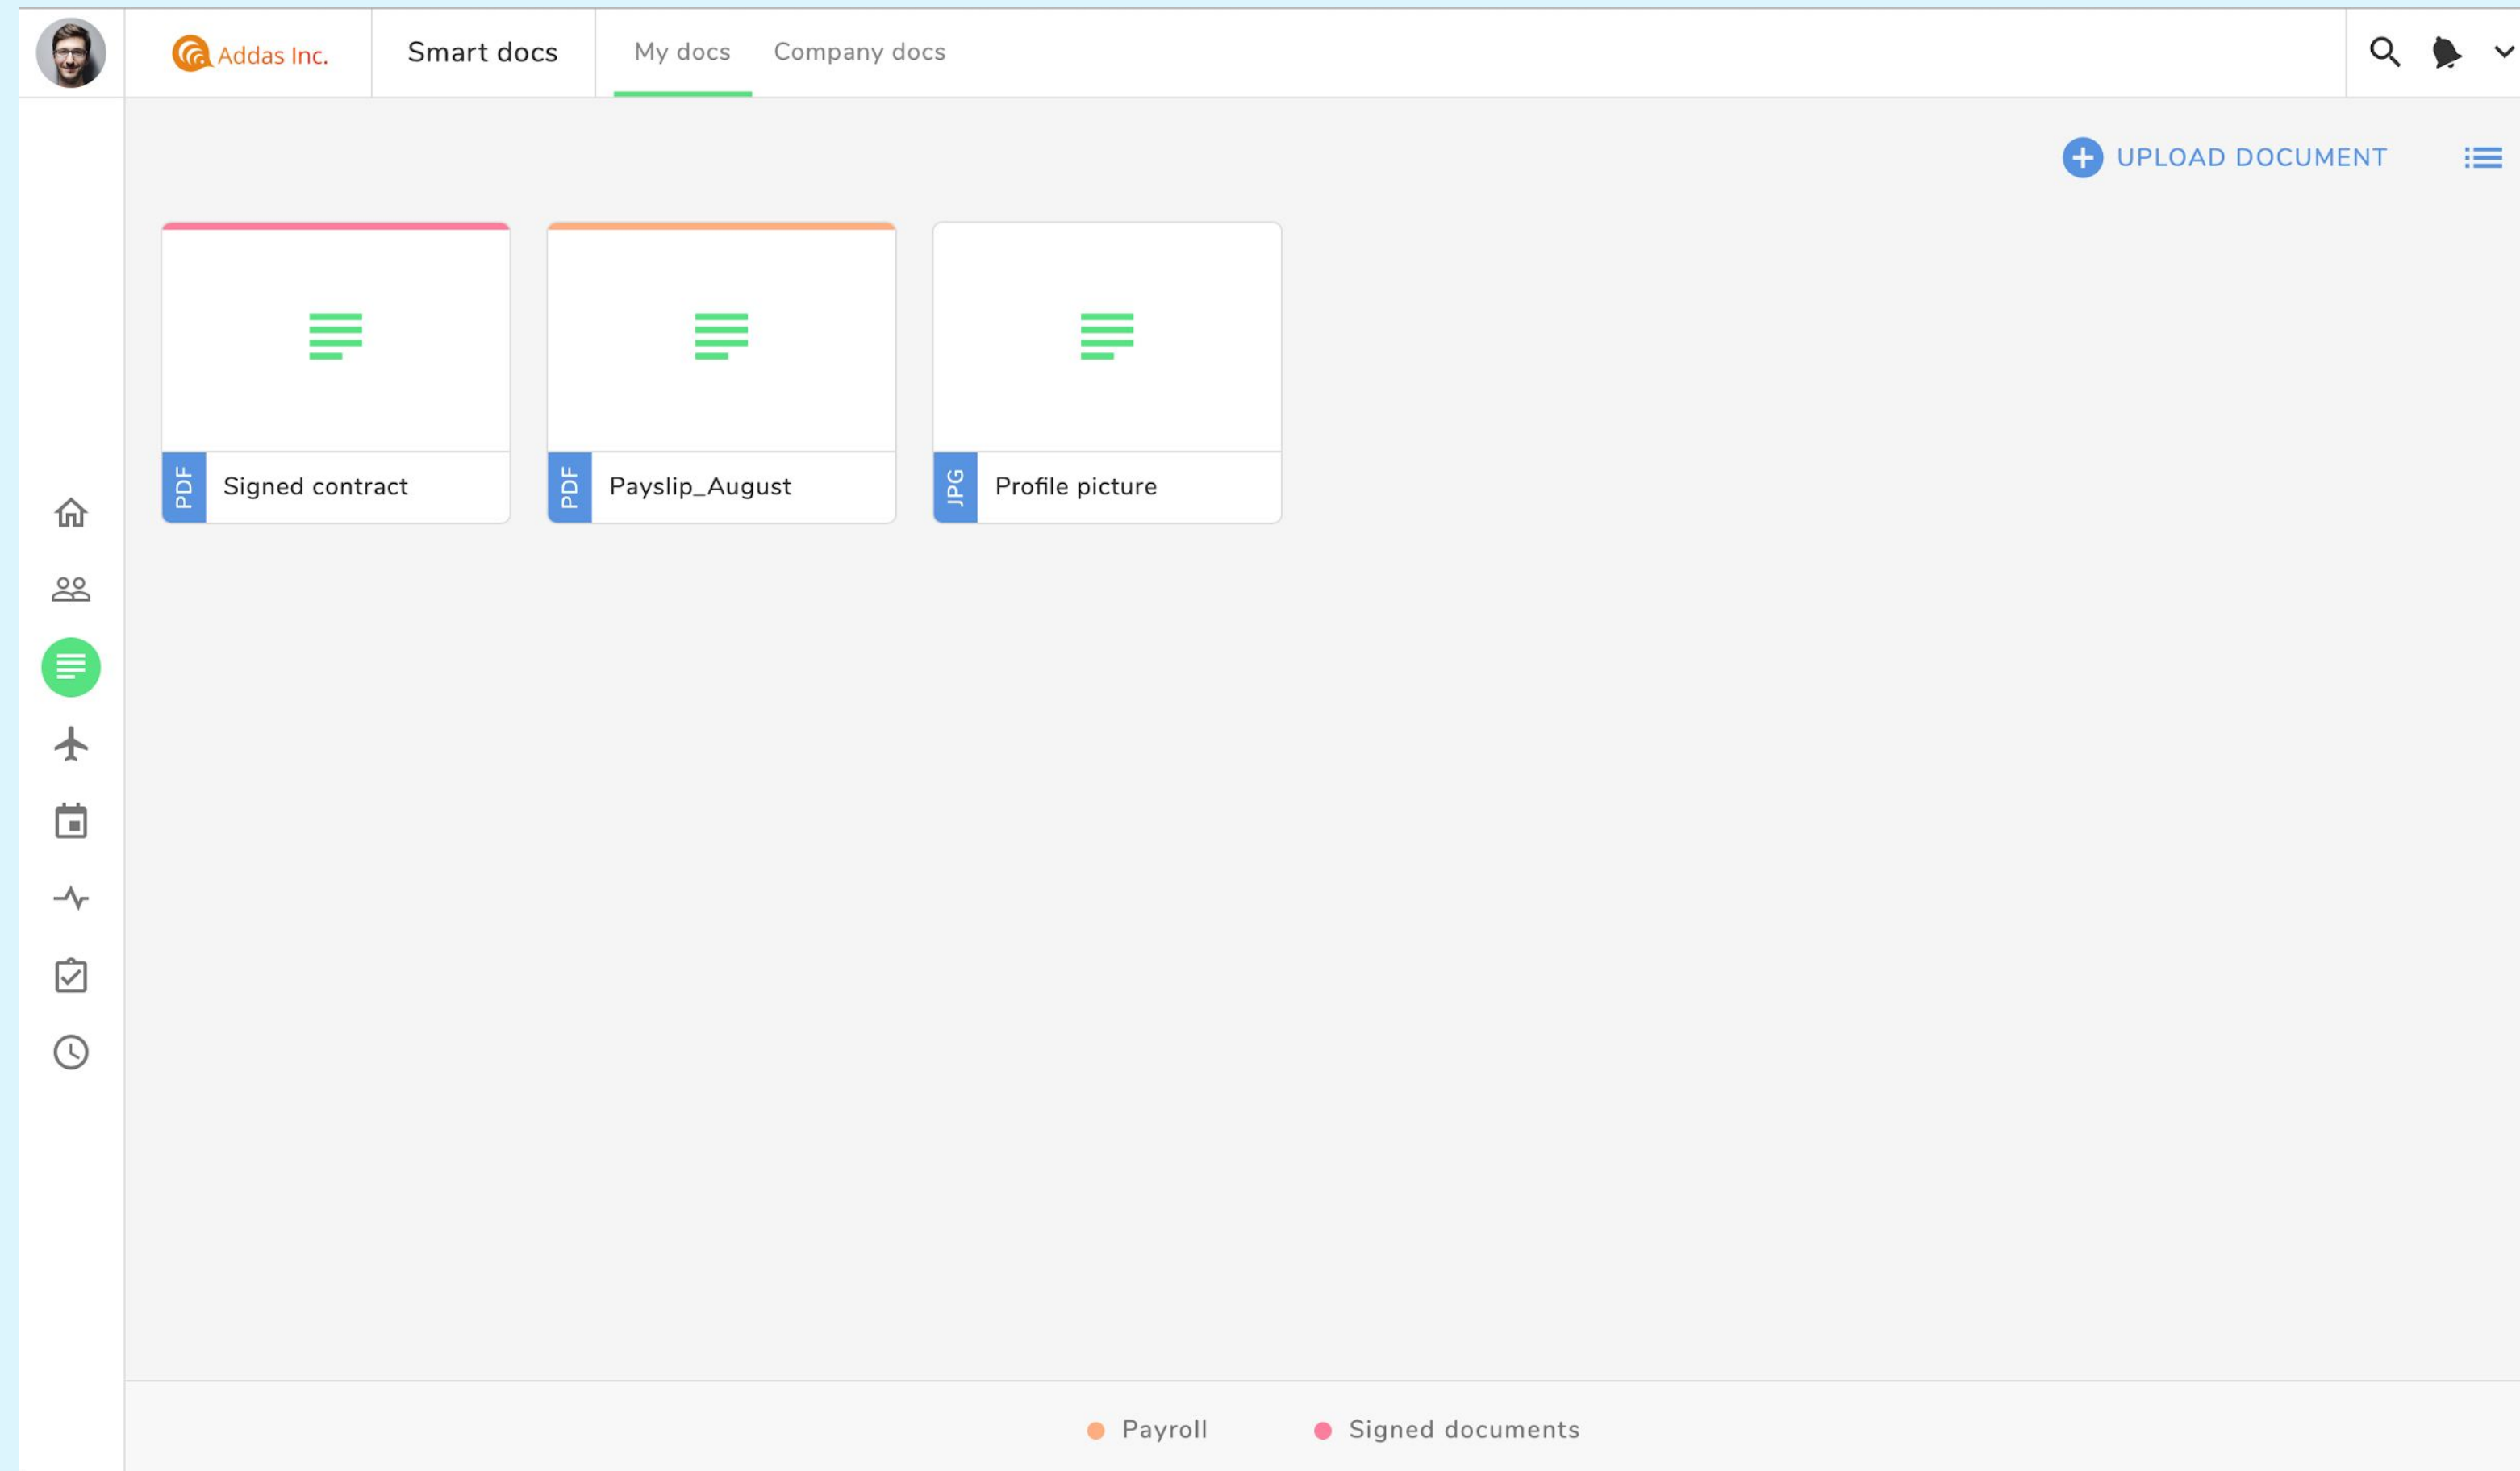 Addas Inc.
Smart docs
My docs
Company docs
UPLOAD DOCUMENT
PDF
Signed contract
PDF
Payslip_August
JPG
Profile picture
Payroll
Signed documents